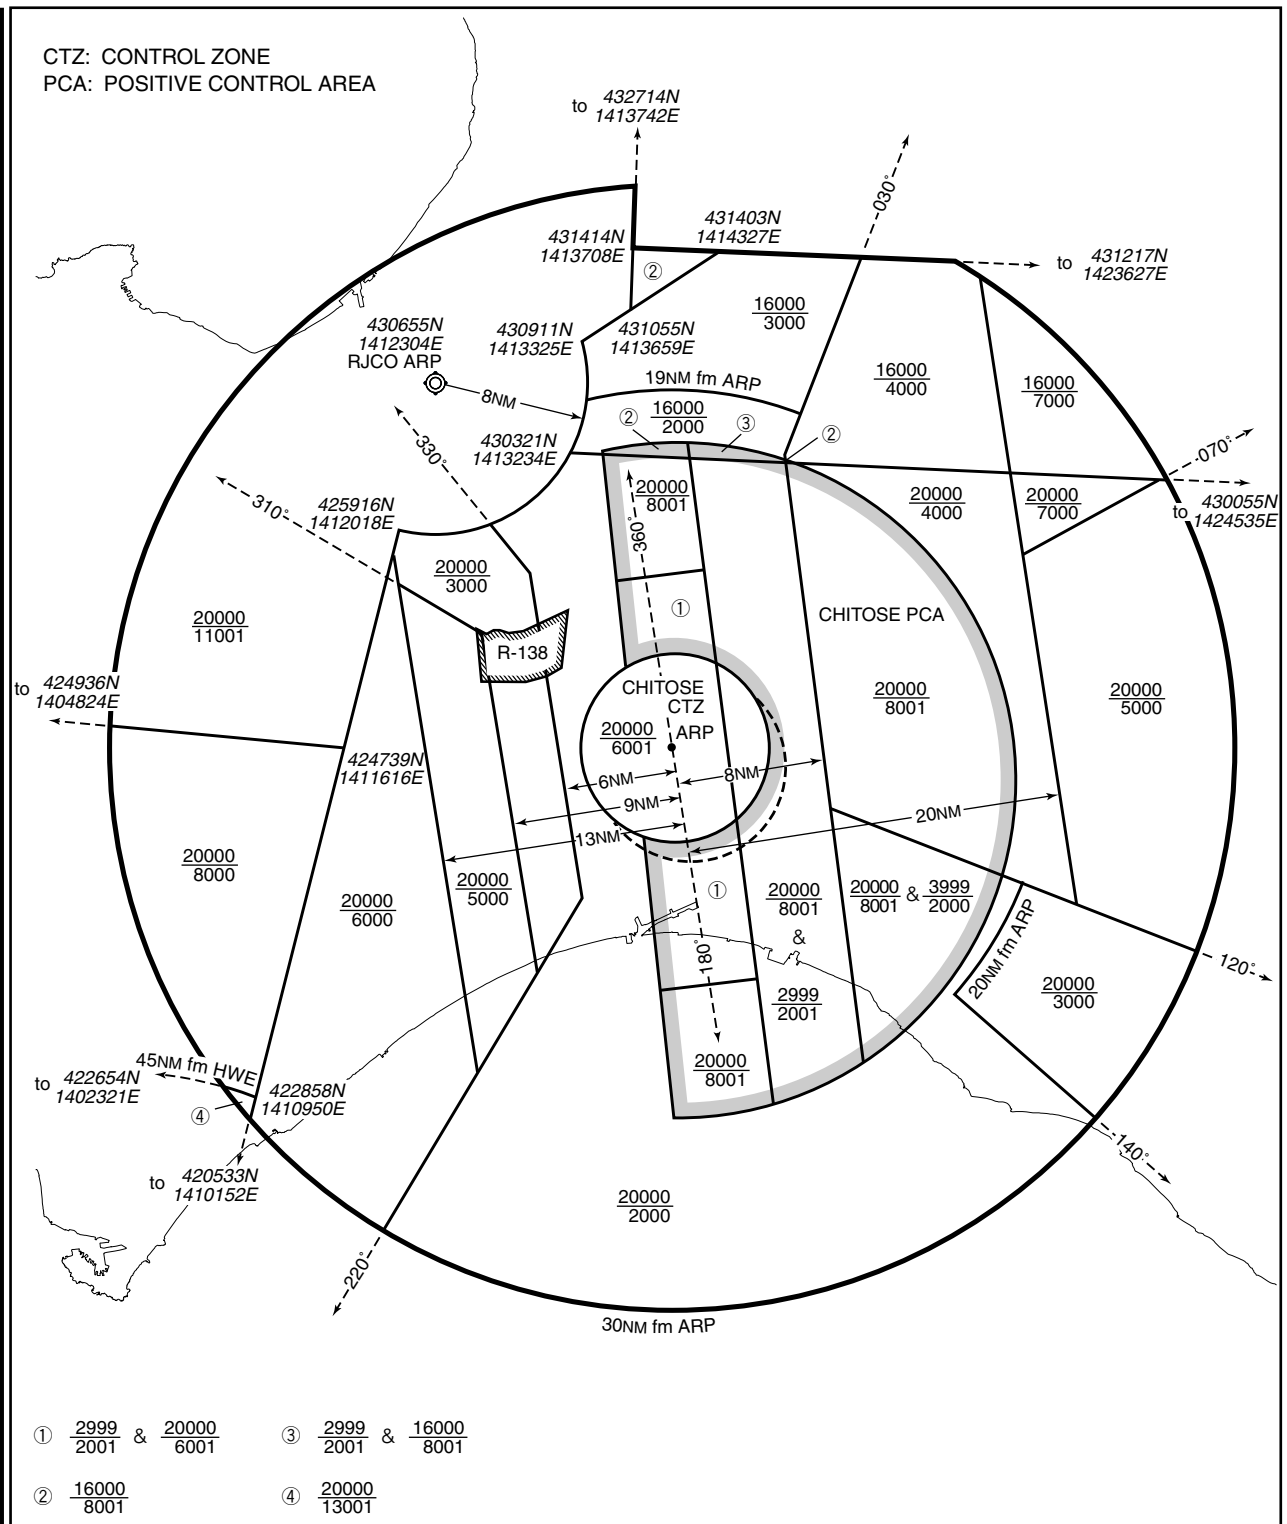 CTZ: CONTROL ZONE
PCA: POSITIVE CONTROL AREA
to 432714N
1413742E
030°
431403N
1414327E
431414N
1413708E
②
to 431217N
1423627E
16000
3000
430655N
1412304E
RJCO ARP
430911N
1413325E
431055N
1413659E
16000
4000
16000
7000
19NM fm ARP
8NM
②
16000
2000
③
②
330°
430321N
1413234E
070°
310°
425916N
1412018E
20000
8001
20000
4000
20000
7000
to 430055N
1424535E
360°
20000
3000
①
CHITOSE PCA
20000
11001
R-138
to 424936N
1404824E
CHITOSE
CTZ
20000
8001
20000
5000
20000
6001
ARP
424739N
1411616E
6NM
8NM
9NM
20NM
13NM
20000
8000
20000
6000
20000
5000
①
20000
8001
&
2999
2001
20000
8001
&
3999
2000
180°
20NM fm ARP
120°
20000
3000
45NM fm HWE
to 422654N
1402321E
④
422858N
1410950E
20000
8001
140°
to 420533N
1410152E
20000
2000
220°
30NM fm ARP
① 2999 & 20000
2001 6001
③ 2999 & 16000
2001 8001
② 16000
8001
④ 20000
13001